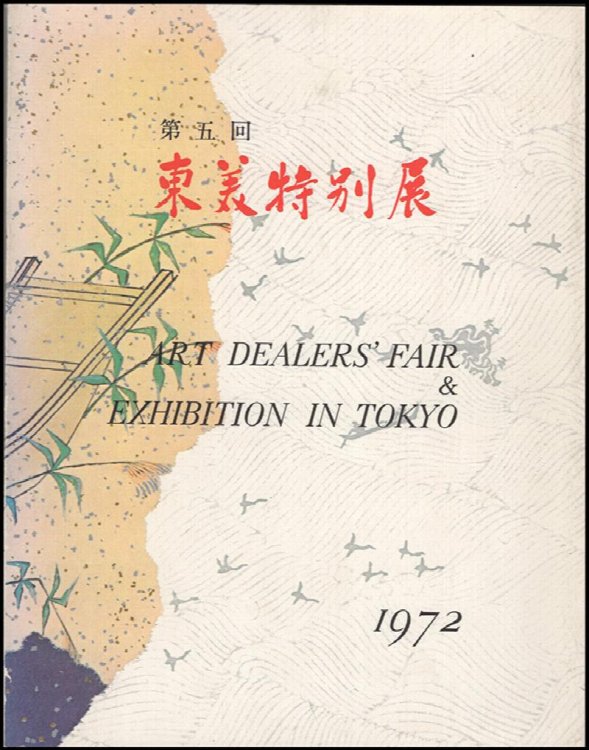 第五回
東美特別展
ART DEALERS' FAIR
&
EXHIBITION IN TOKYO
1972